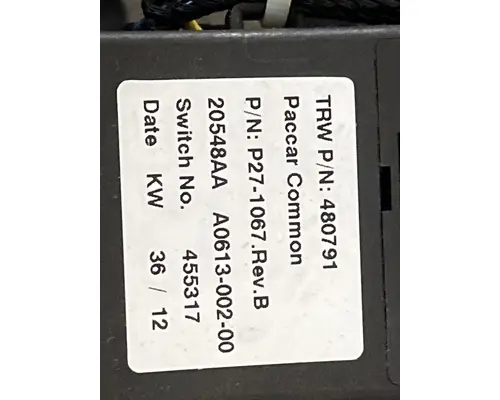 TRW P/N: 480791
Paccar Common
P/N: P27-1067.Rev.B
20548AA A0613-002-00
Switch No. 455317
Date KW 36 / 12